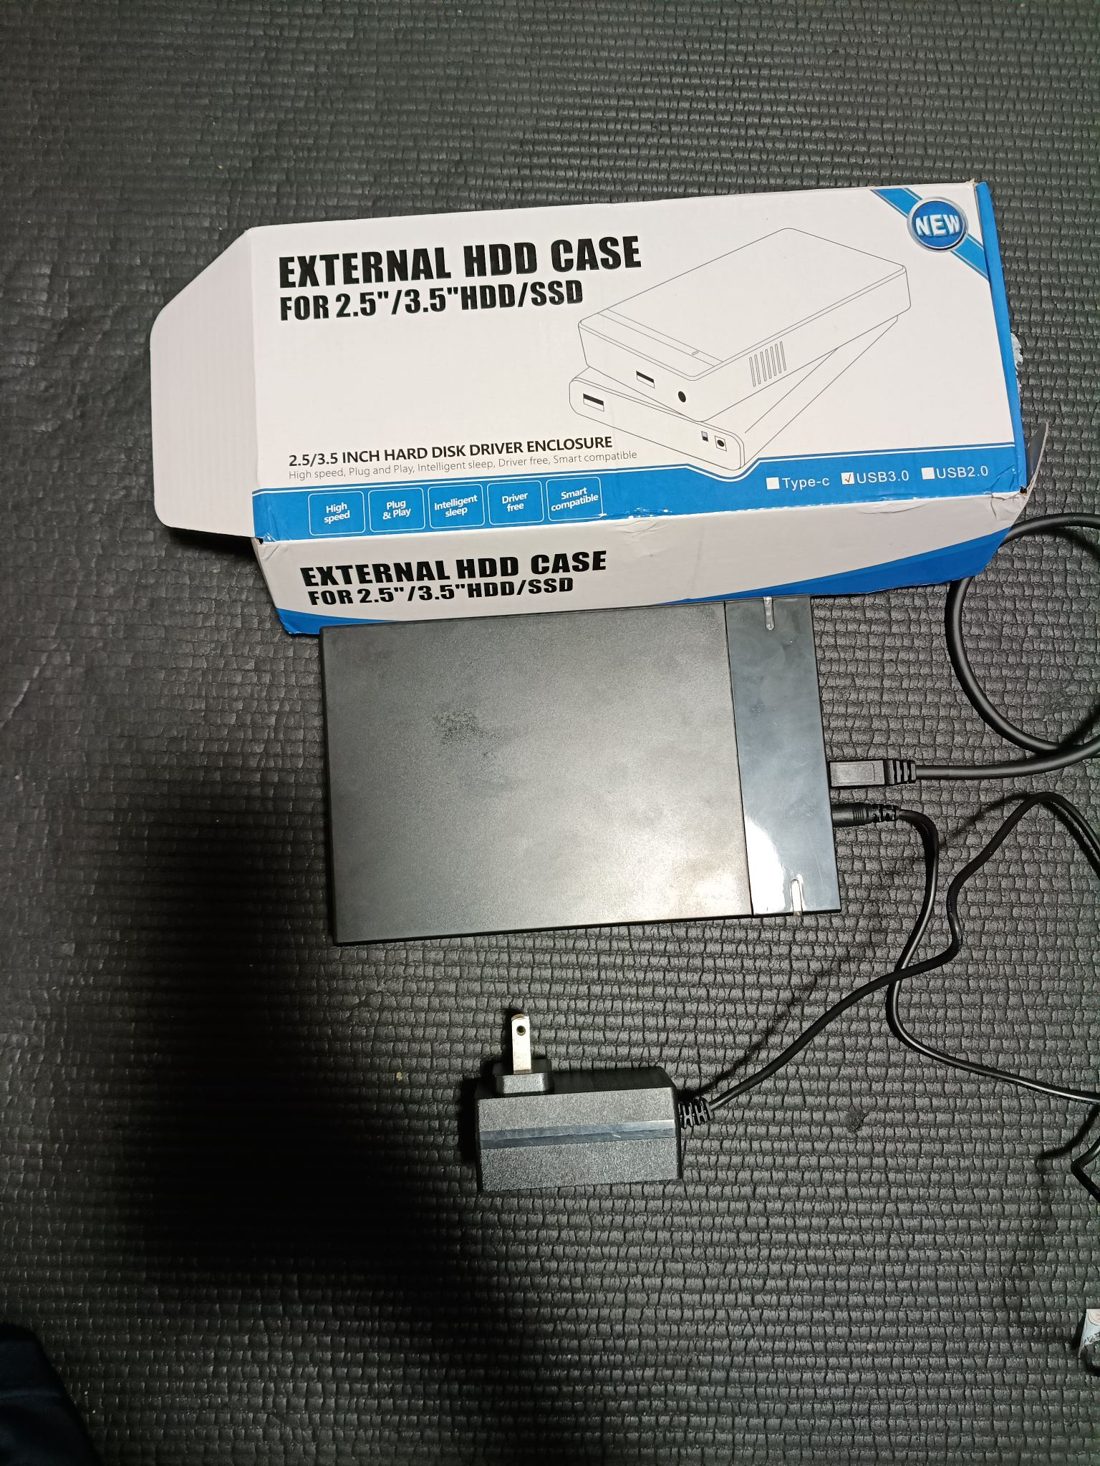 NEW
EXTERNAL HDD CASE
FOR 2.5"/3.5"HDD/SSD
2.5/3.5 INCH HARD DISK DRIVER ENCLOSURE
High speed, Plug and Play, Intelligent sleep, Driver free, Smart compatible
Type-c USB3.0 USB2.0
High
speed
Plug
& Play
Intelligent
sleep
Driver
free
Smart
compatible
EXTERNAL HDD CASE
FOR 2.5"/3.5"HDD/SSD